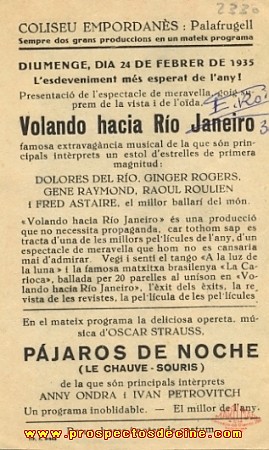 2220
COLISEU EMPORDANÈS : Palafrugell
Sempre dos grans produccions en un mateix programa
DIUMENGE, DIA 24 DE FEBRER DE 1935
L'esdeveniment més esperat de l'any!
Presentació de l'espectacle de meravella, goig su-
prem de la vista i de l'oïda.
Volando hacia Río Janeiro
famosa extravagància musical de la que són prin-
cipals intèrprets un estol d'estrelles de primera
magnitud:
DOLORES DEL RÍO, GINGER ROGERS,
GENE RAYMOND, RAOUL ROULIEN
i FRED ASTAIRE, el millor ballarí del món.
«Volando hacia Río Janeiro» és una producció
que no necessita propaganda, car tothom sap es
tracta d'una de les millors pel·lícules de l'any, d'un
espectacle de meravella que hom no es cansaria
mai d'admirar. Vegi i senti el tango «A la luz de
la luna» i la famosa matxitxa brasilenya «La Ca-
rioca», ballada per 20 parelles al unison en «Vo-
lando hacia Río Janeiro», l'èxit dels èxits, la re-
vista de les revistes, la pel·lícula de les pel·lícules
En el mateix programa la deliciosa opereta, mú-
sica d'OSCAR STRAUSS,
PÁJAROS DE NOCHE
(LE CHAUVE-SOURIS)
de la que són principals intèrprets
ANNY ONDRA i IVAN PETROVITCH
Un programa inoblidable. - El millor de l'any.
www.prospectosdecine.com